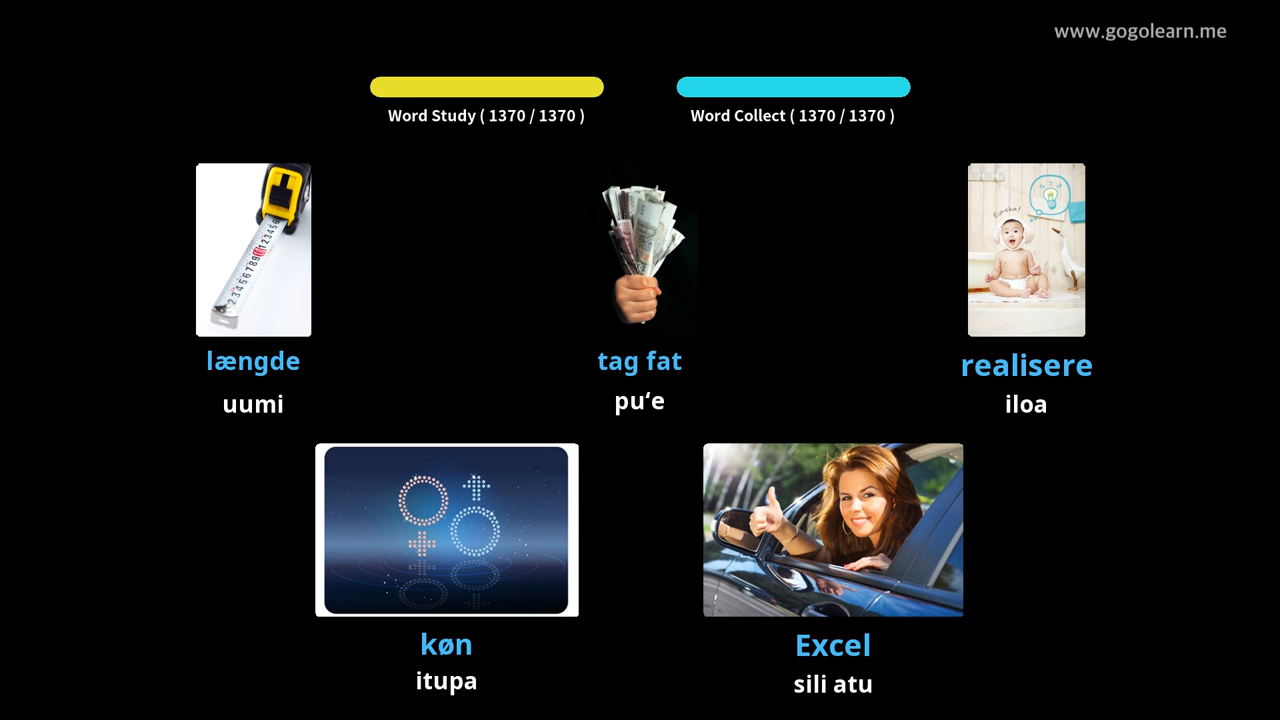 www.gogolearn.me
Word Study ( 1370 / 1370 )
Word Collect ( 1370 / 1370 )
Eureka!
længde
tag fat
realisere
uumi
puʻe
iloa
køn
Excel
itupa
sili atu